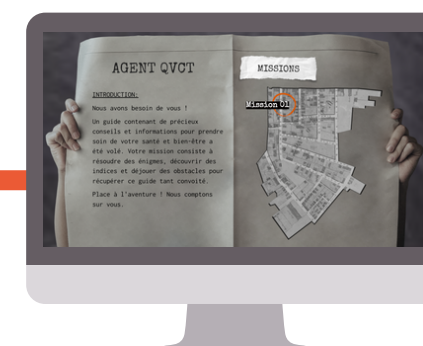 AGENT QVCT
INTRODUCTION:
Nous avons besoin de vous !
Un guide contenant de précieux
conseils et informations pour prendre
soin de votre santé et bien-être a
été volé. Votre mission consiste à
résoudre des énigmes, découvrir des
indices et déjouer des obstacles pour
récupérer ce guide tant convoité.
Place à l'aventure ! Nous comptons
sur vous.
MISSIONS
Mission 01